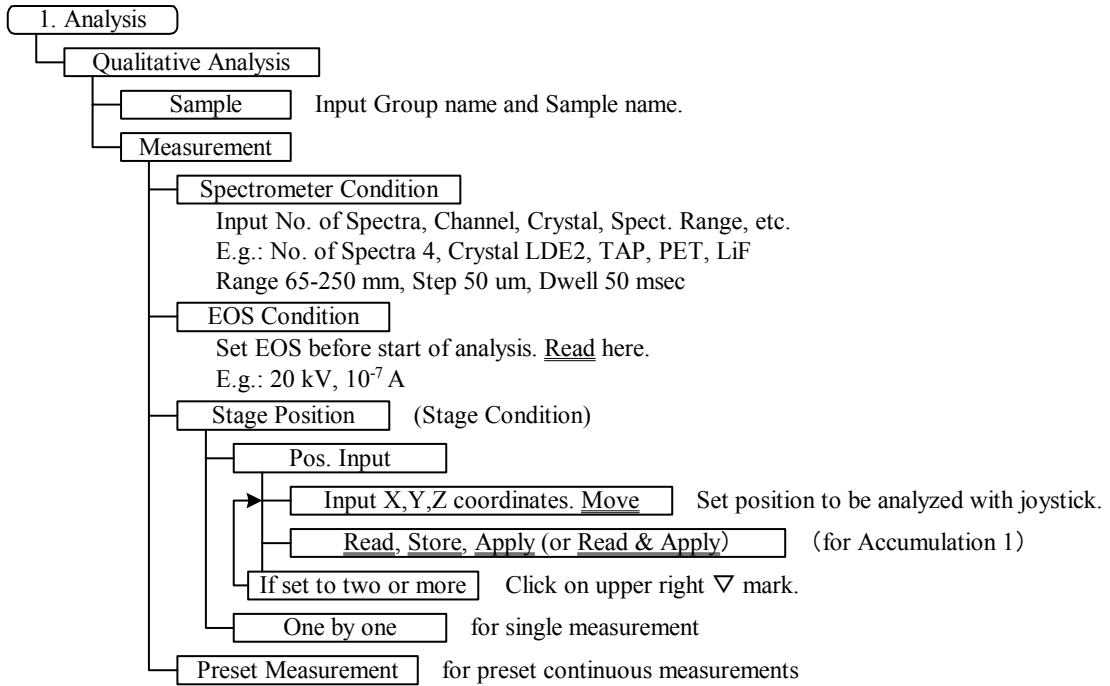 1. Analysis
Qualitative Analysis
Sample Input Group name and Sample name.
Measurement
Spectrometer Condition
Input No. of Spectra, Channel, Crystal, Spect. Range, etc.
E.g.: No. of Spectra 4, Crystal LDE2, TAP, PET, LiF
Range 65-250 mm, Step 50 um, Dwell 50 msec
EOS Condition
Set EOS before start of analysis. Read here.
E.g.: 20 kV, 10⁻⁷ A
Stage Position (Stage Condition)
Pos. Input
Input X,Y,Z coordinates. Move Set position to be analyzed with joystick.
Read, Store, Apply (or Read & Apply) (for Accumulation 1)
If set to two or more Click on upper right ▽ mark.
One by one for single measurement
Preset Measurement for preset continuous measurements